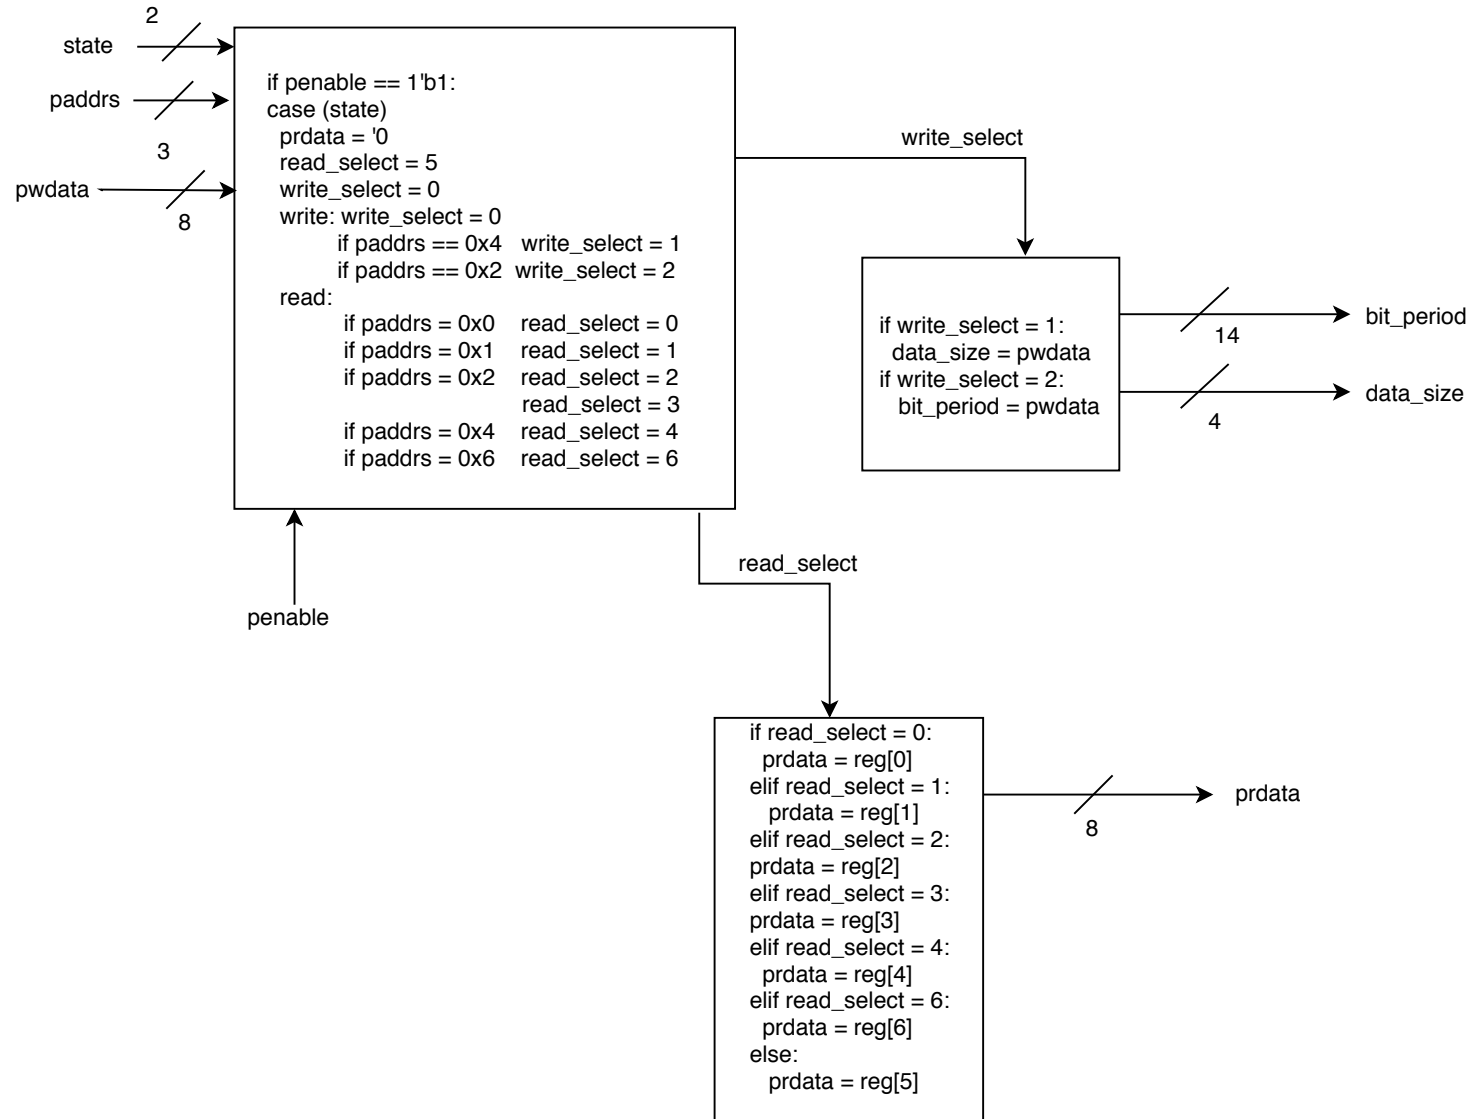 2
state
paddrs
3
pwdata
8
if penable == 1'b1:
case (state)
prdata = '0
read_select = 5
write_select = 0
write: write_select = 0
if paddrs == 0x4 write_select = 1
if paddrs == 0x2 write_select = 2
read:
if paddrs = 0x0 read_select = 0
if paddrs = 0x1 read_select = 1
if paddrs = 0x2 read_select = 2
read_select = 3
if paddrs = 0x4 read_select = 4
if paddrs = 0x6 read_select = 6
penable
write_select
if write_select = 1:
data_size = pwdata
if write_select = 2:
bit_period = pwdata
14
bit_period
4
data_size
read_select
if read_select = 0:
prdata = reg[0]
elif read_select = 1:
prdata = reg[1]
elif read_select = 2:
prdata = reg[2]
elif read_select = 3:
prdata = reg[3]
elif read_select = 4:
prdata = reg[4]
elif read_select = 6:
prdata = reg[6]
else:
prdata = reg[5]
8
prdata